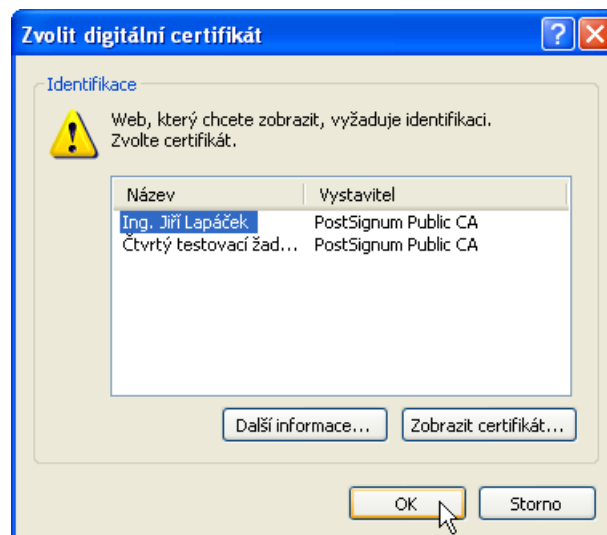 Zvolit digitální certifikát
Identifikace
Web, který chcete zobrazit, vyžaduje identifikaci.
Zvolte certifikát.
Název Vystavitel
Ing. Jiří Lapáček PostSignum Public CA
Čtvrtý testovací žad... PostSignum Public CA
Další informace... Zobrazit certifikát...
OK Storno